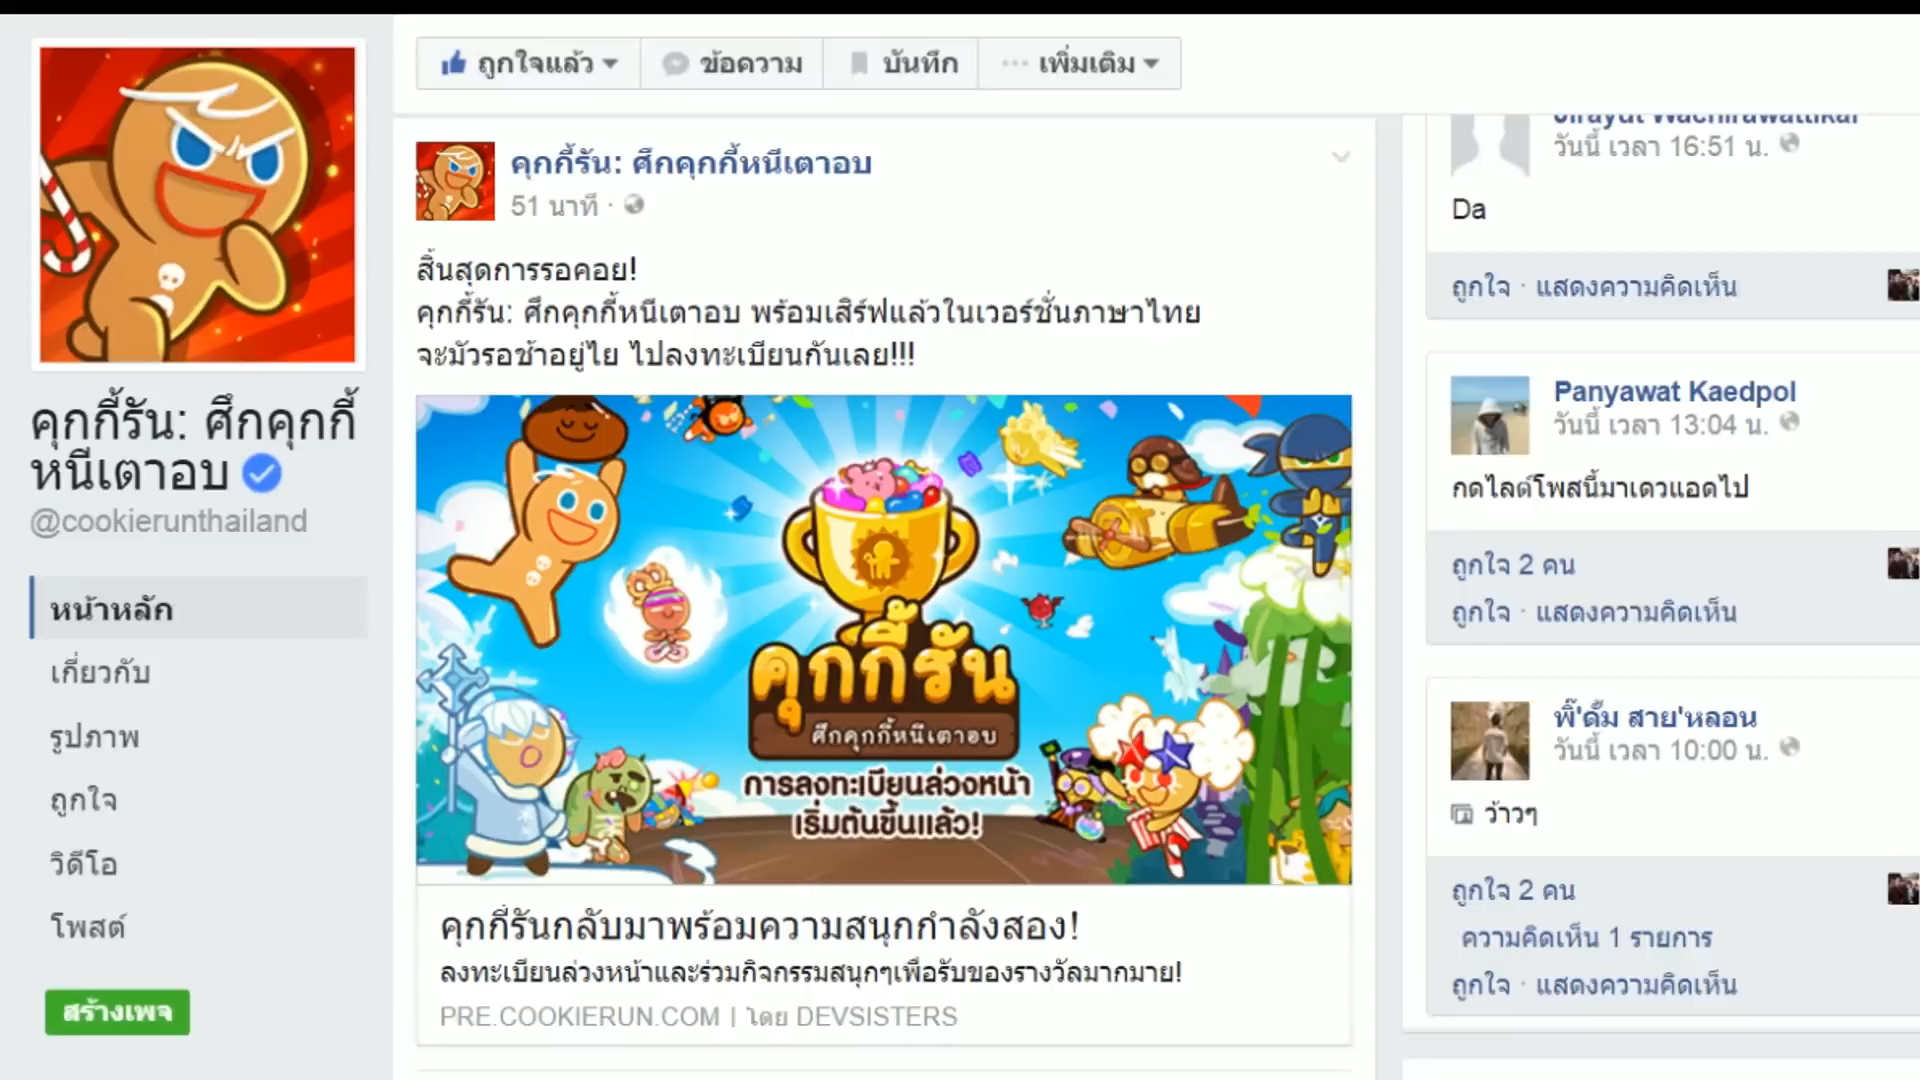 คุกกี้รัน: ศึกคุกกี้
หนีเตาอบ
@cookierunthailand
หน้าหลัก
เกี่ยวกับ
รูปภาพ
ถูกใจ
วิดีโอ
โพสต์
สร้างเพจ
ถูกใจแล้ว
ข้อความ
บันทึก
เพิ่มเติม
คุกกี้รัน: ศึกคุกกี้หนีเตาอบ
51 นาที ·
สิ้นสุดการรอคอย!
คุกกี้รัน: ศึกคุกกี้หนีเตาอบ พร้อมเสิร์ฟแล้วในเวอร์ชั่นภาษาไทย
จะมัวรอช้าอยู่ไย ไปลงทะเบียนกันเลย!!!
คุกกี้รัน
ศึกคุกกี้หนีเตาอบ
การลงทะเบียนล่วงหน้า
เริ่มต้นขึ้นแล้ว!
คุกกี้รันกลับมาพร้อมความสนุกกำลังสอง!
ลงทะเบียนล่วงหน้าและร่วมกิจกรรมสนุกๆเพื่อรับของรางวัลมากมาย!
PRE.COOKIERUN.COM | โดย DEVSISTERS
Jirayut Wachirawattikal
วันนี้ เวลา 16:51 น.
Da
ถูกใจ · แสดงความคิดเห็น
Panyawat Kaedpol
วันนี้ เวลา 13:04 น.
กดไลต์โพสนี้มาเดวแอดไป
ถูกใจ 2 คน
ถูกใจ · แสดงความคิดเห็น
พิ๊'ดั้ม สาย'หลอน
วันนี้ เวลา 10:00 น.
ว้าวๆ
ถูกใจ 2 คน
ความคิดเห็น 1 รายการ
ถูกใจ · แสดงความคิดเห็น